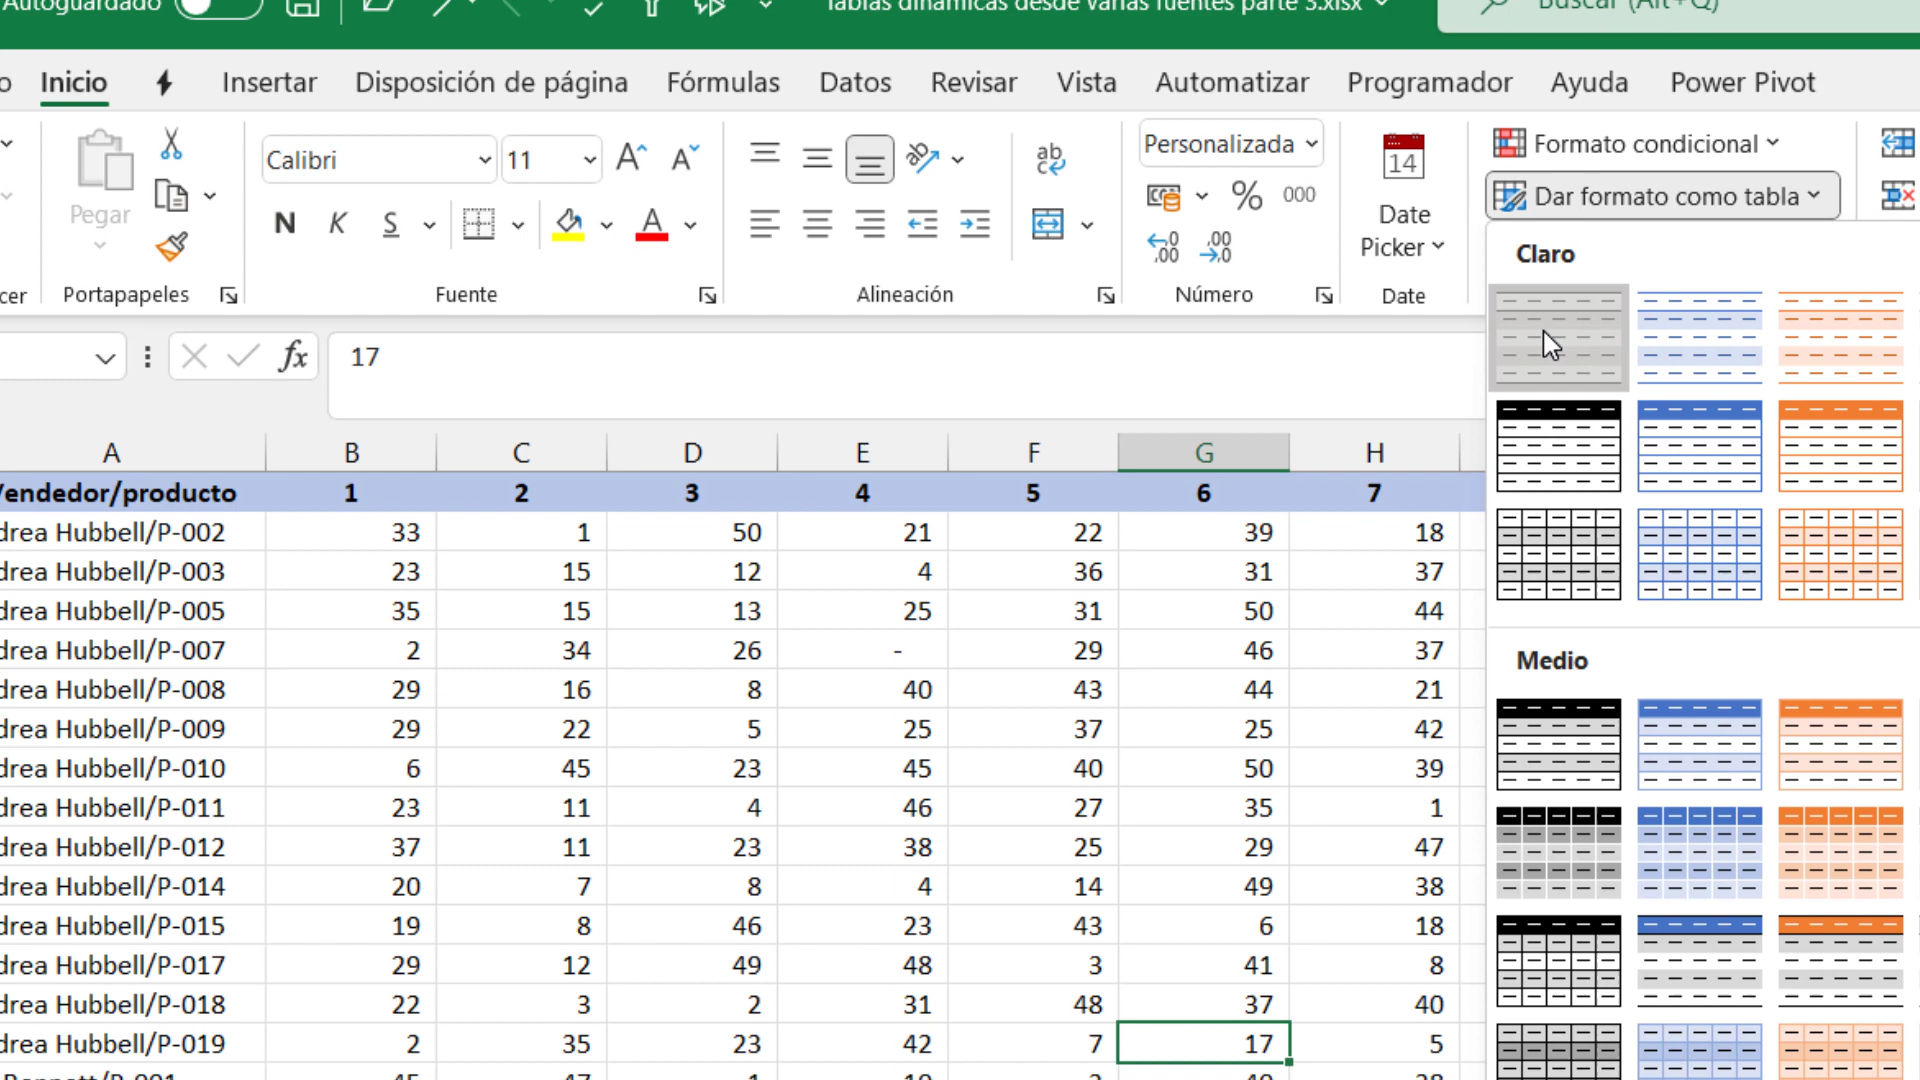 Autoguardado
Tablas dinámicas desde varias fuentes parte 3.xlsx
Buscar (Alt+Q)
Inicio Insertar Disposición de página Fórmulas Datos Revisar Vista Automatizar Programador Ayuda Power Pivot
Pegar
Portapapeles
Calibri 11
N K S
Fuente
ab
Alineación
Personalizada
% 000
Número
14
Date
Picker
Date
Formato condicional
Dar formato como tabla
Claro
Medio
fx 17
A B C D E F G H
Vendedor/producto 1 2 3 4 5 6 7
drea Hubbell/P-002 33 1 50 21 22 39 18
drea Hubbell/P-003 23 15 12 4 36 31 37
drea Hubbell/P-005 35 15 13 25 31 50 44
drea Hubbell/P-007 2 34 26 - 29 46 37
drea Hubbell/P-008 29 16 8 40 43 44 21
drea Hubbell/P-009 29 22 5 25 37 25 42
drea Hubbell/P-010 6 45 23 45 40 50 39
drea Hubbell/P-011 23 11 4 46 27 35 1
drea Hubbell/P-012 37 11 23 38 25 29 47
drea Hubbell/P-014 20 7 8 4 14 49 38
drea Hubbell/P-015 19 8 46 23 43 6 18
drea Hubbell/P-017 29 12 49 48 3 41 8
drea Hubbell/P-018 22 3 2 31 48 37 40
drea Hubbell/P-019 2 35 23 42 7 17 5